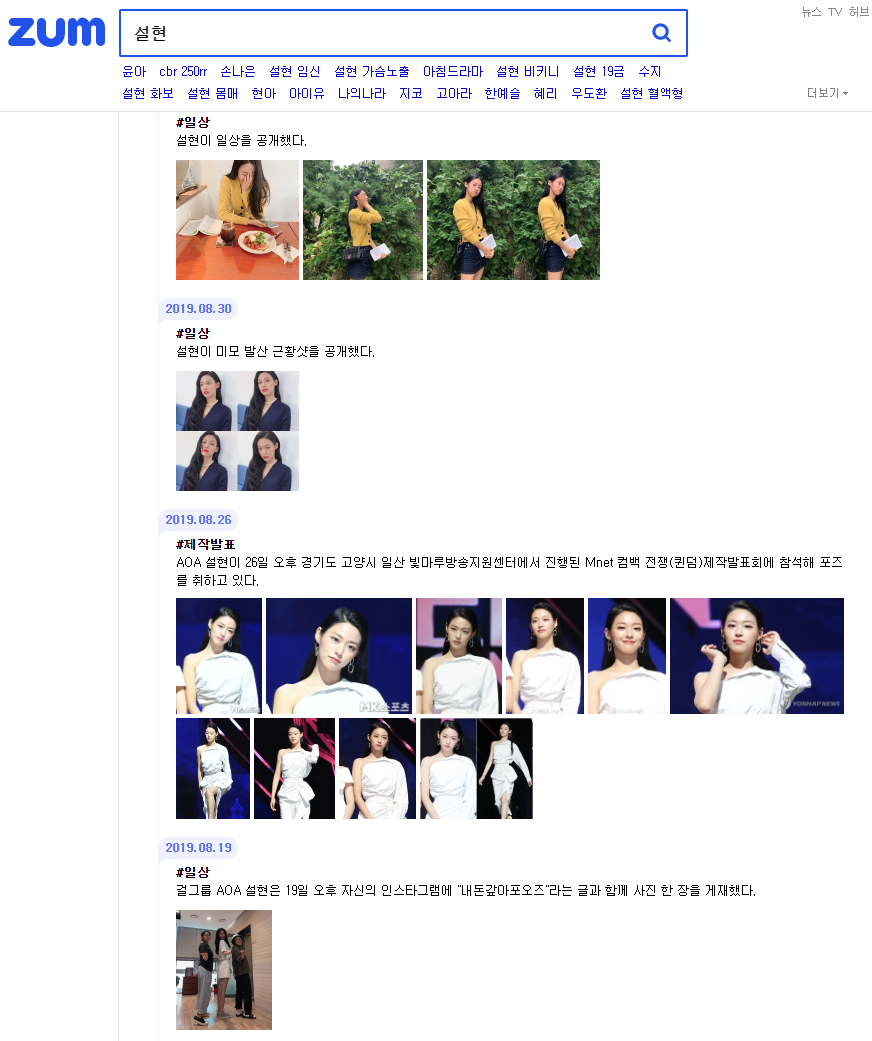 뉴스 TV 허브
zum 설현
윤아 cbr 250rr 손나은 설현 임신 설현 가슴노출 아침드라마 설현 비키니 설현 19금 수지
설현 화보 설현 몸매 현아 아이유 나의나라 지코 고아라 한예슬 혜리 우도환 설현 혈액형 더보기
#일상
설현이 일상을 공개했다.
2019.08.30
#일상
설현이 미모 발산 근황샷을 공개했다.
2019.08.26
#제작발표
AOA 설현이 26일 오후 경기도 고양시 일산 빛마루방송지원센터에서 진행된 Mnet 컴백 전쟁(퀸덤)제작발표회에 참석해 포즈
를 취하고 있다.
MK스포츠 MK스포츠 YONHAP NEWS
2019.08.19
#일상
걸그룹 AOA 설현은 19일 오후 자신의 인스타그램에 "내돈갚아포오즈"라는 글과 함께 사진 한 장을 게재했다.